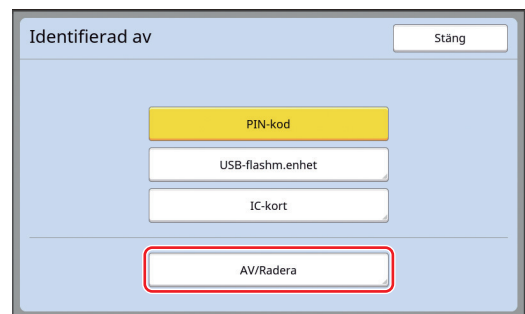 Identifierad av
Stäng
PIN-kod
USB-flashm.enhet
IC-kort
AV/Radera